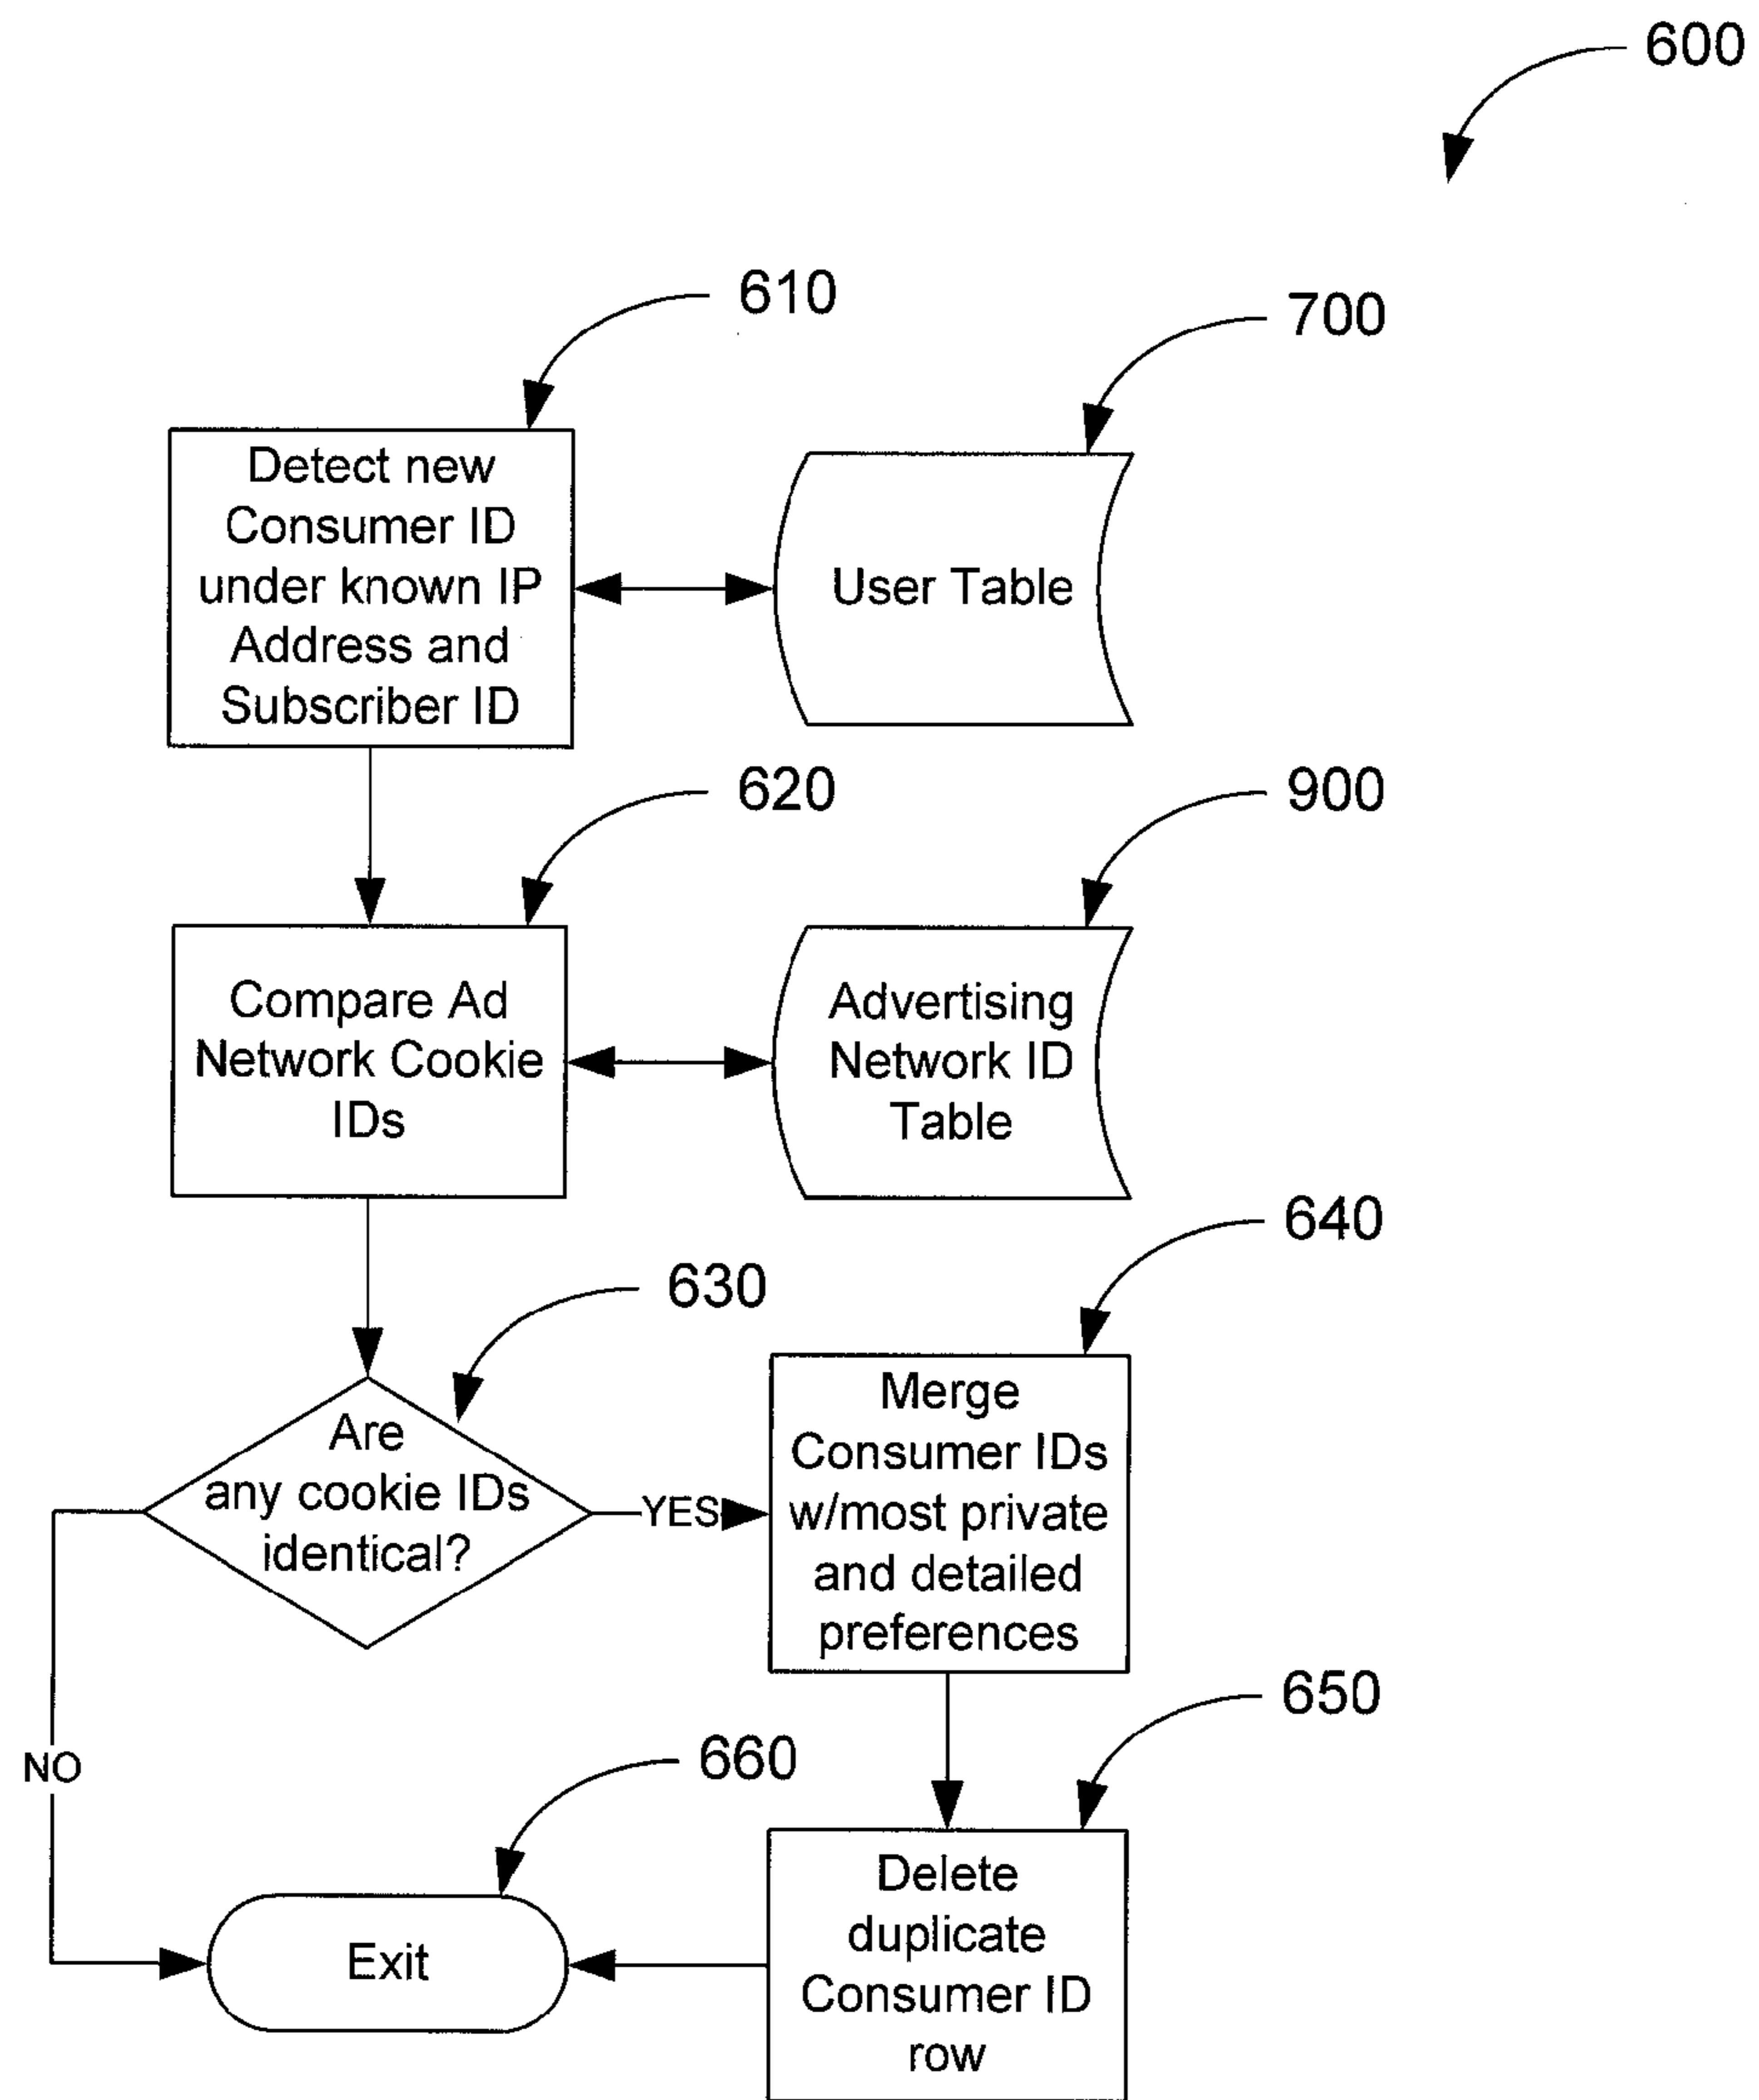 600
610
700
Detect new
Consumer ID
under known IP
Address and
Subscriber ID
User Table
620
900
Compare Ad
Network Cookie
IDs
Advertising
Network ID
Table
640
630
Are
any cookie IDs
identical?
YES
Merge
Consumer IDs
w/most private
and detailed
preferences
650
NO
660
Exit
Delete
duplicate
Consumer ID
row